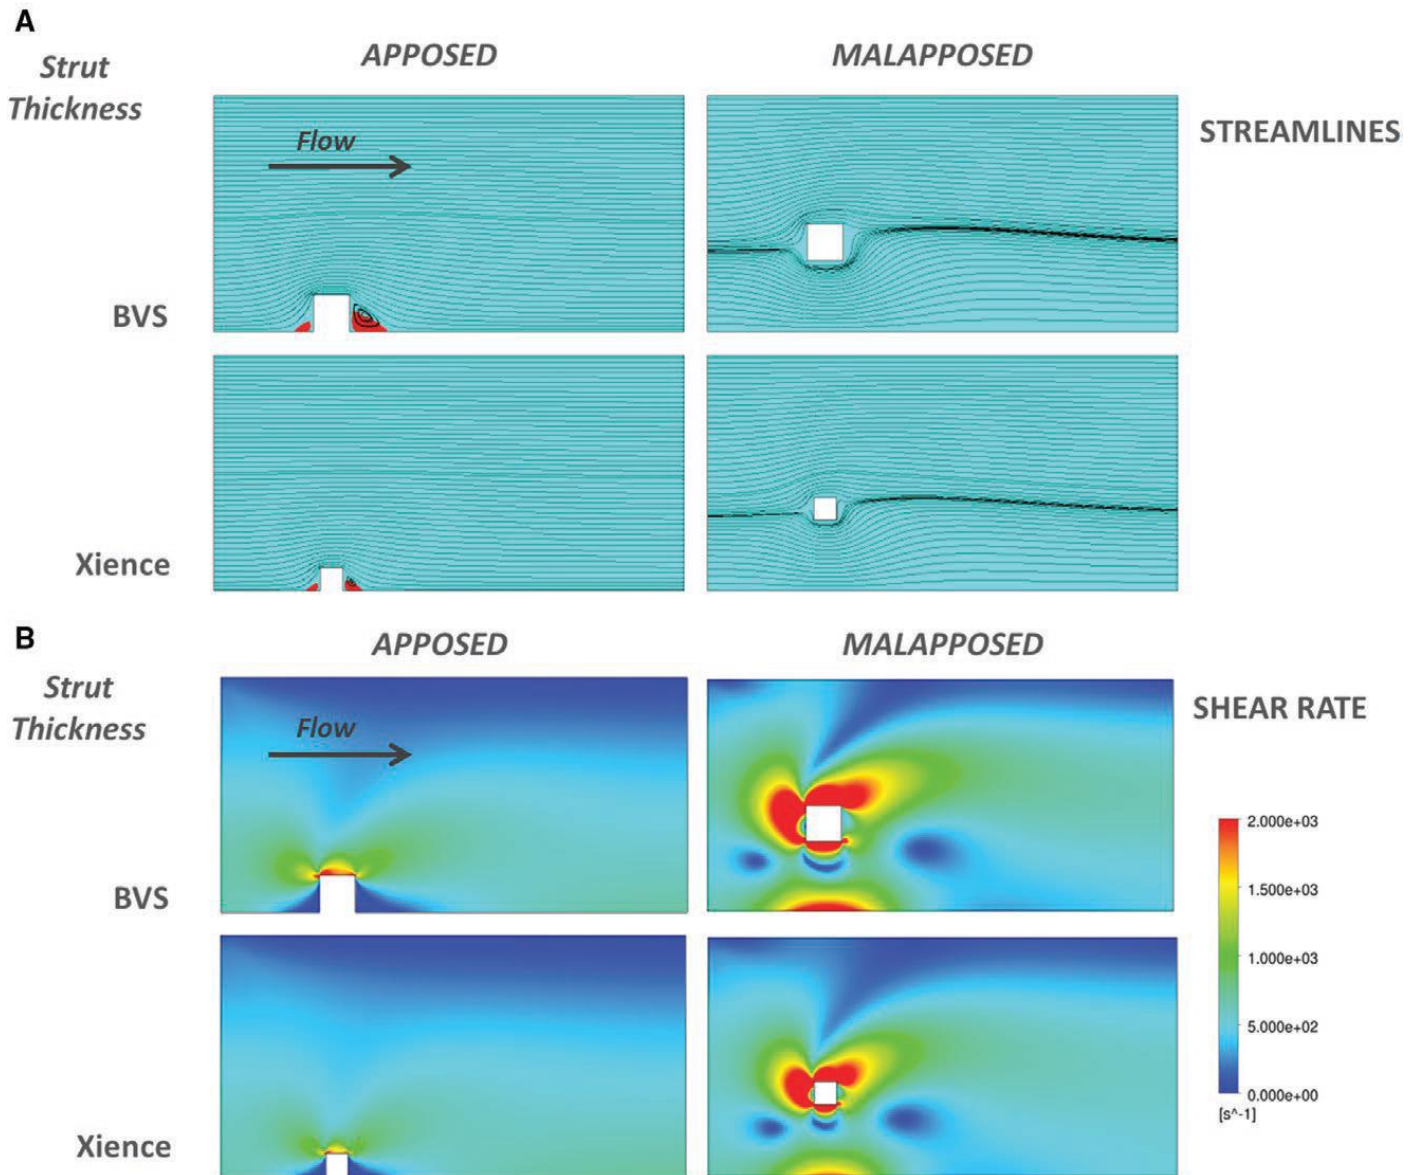 A
Strut
Thickness
APPOSED
MALAPPOSED
STREAMLINES
Flow
BVS
Xience
B
Strut
Thickness
APPOSED
MALAPPOSED
SHEAR RATE
Flow
BVS
Xience
2.000e+03
1.500e+03
1.000e+03
5.000e+02
0.000e+00
[s^-1]